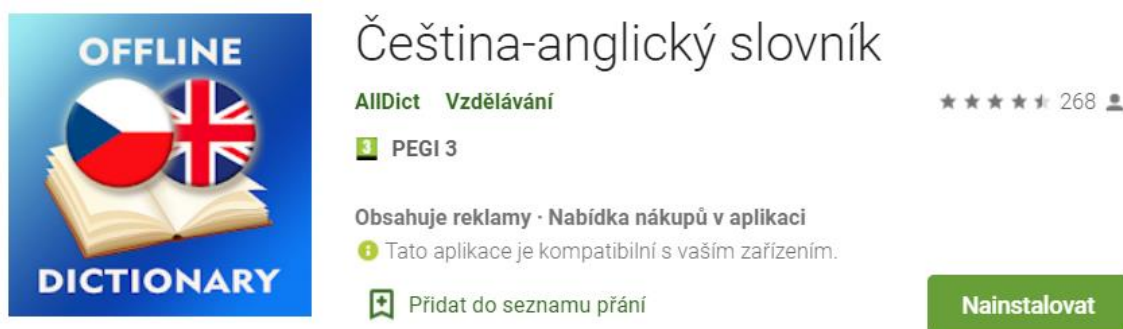 OFFLINE
DICTIONARY
Čeština-anglický slovník
AllDict Vzdělávání
268
3 PEGI 3
Obsahuje reklamy · Nabídka nákupů v aplikaci
Tato aplikace je kompatibilní s vaším zařízením.
Přidat do seznamu přání
Nainstalovat